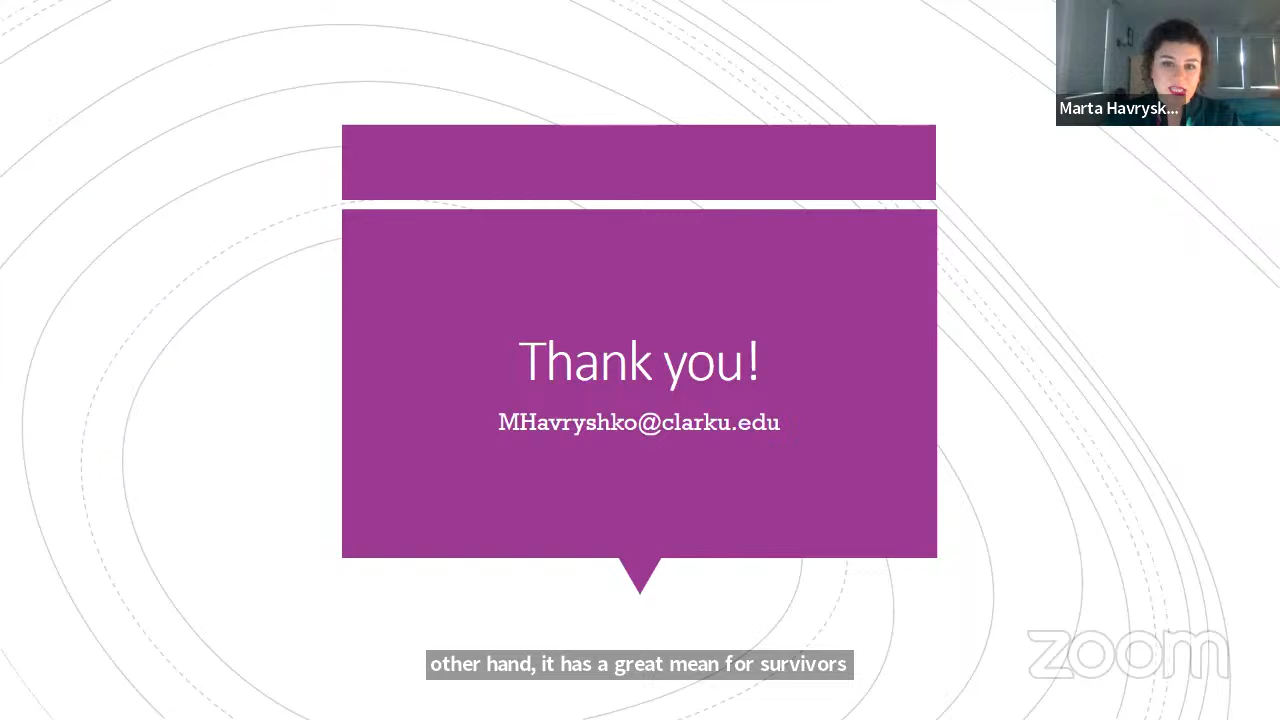 Marta Havrysk...
Thank you!
MHavryshko@clarku.edu
other hand, it has a great mean for survivors
zoom